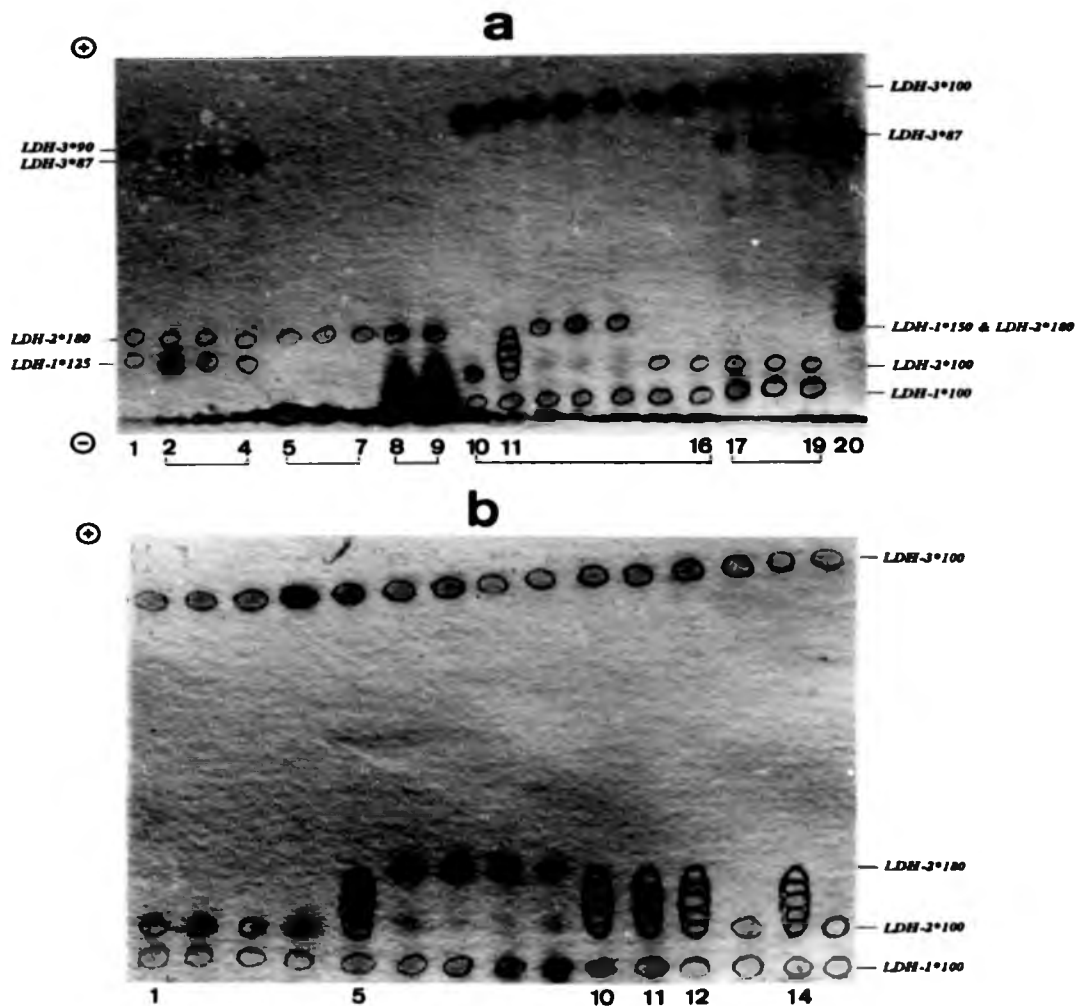 a
+
LDH-3*100
LDH-3*87
LDH-3*90
LDH-3*87
LDH-2*180
LDH-1*125
LDH-1*150 & LDH-2*180
LDH-2*100
LDH-1*100
−
1 2 4 5 7 8 9 10 11 16 17 19 20
b
+
LDH-3*100
LDH-2*180
LDH-2*100
LDH-1*100
1 5 10 11 12 14